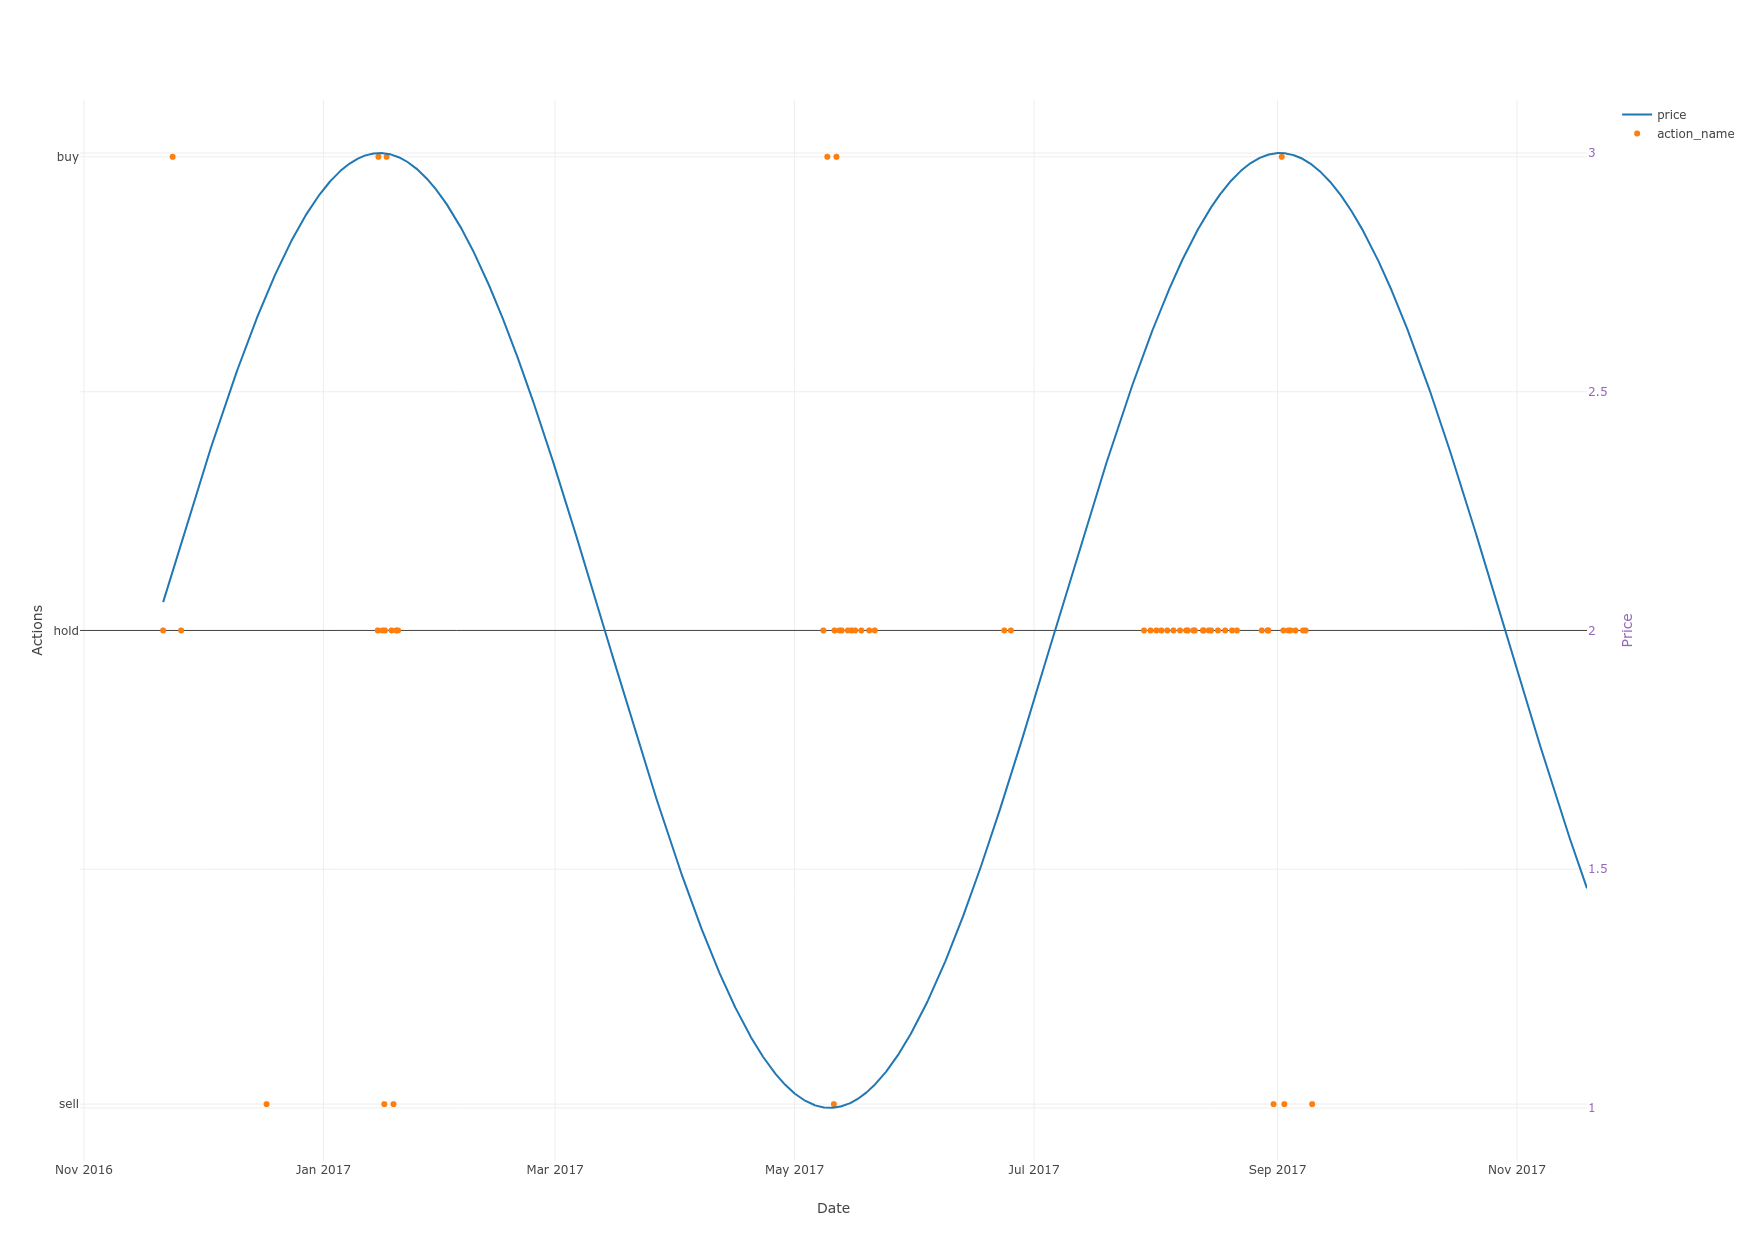 price
action_name
buy
hold
sell
Actions
3
2.5
2
1.5
1
Price
Nov 2016
Jan 2017
Mar 2017
May 2017
Jul 2017
Sep 2017
Nov 2017
Date